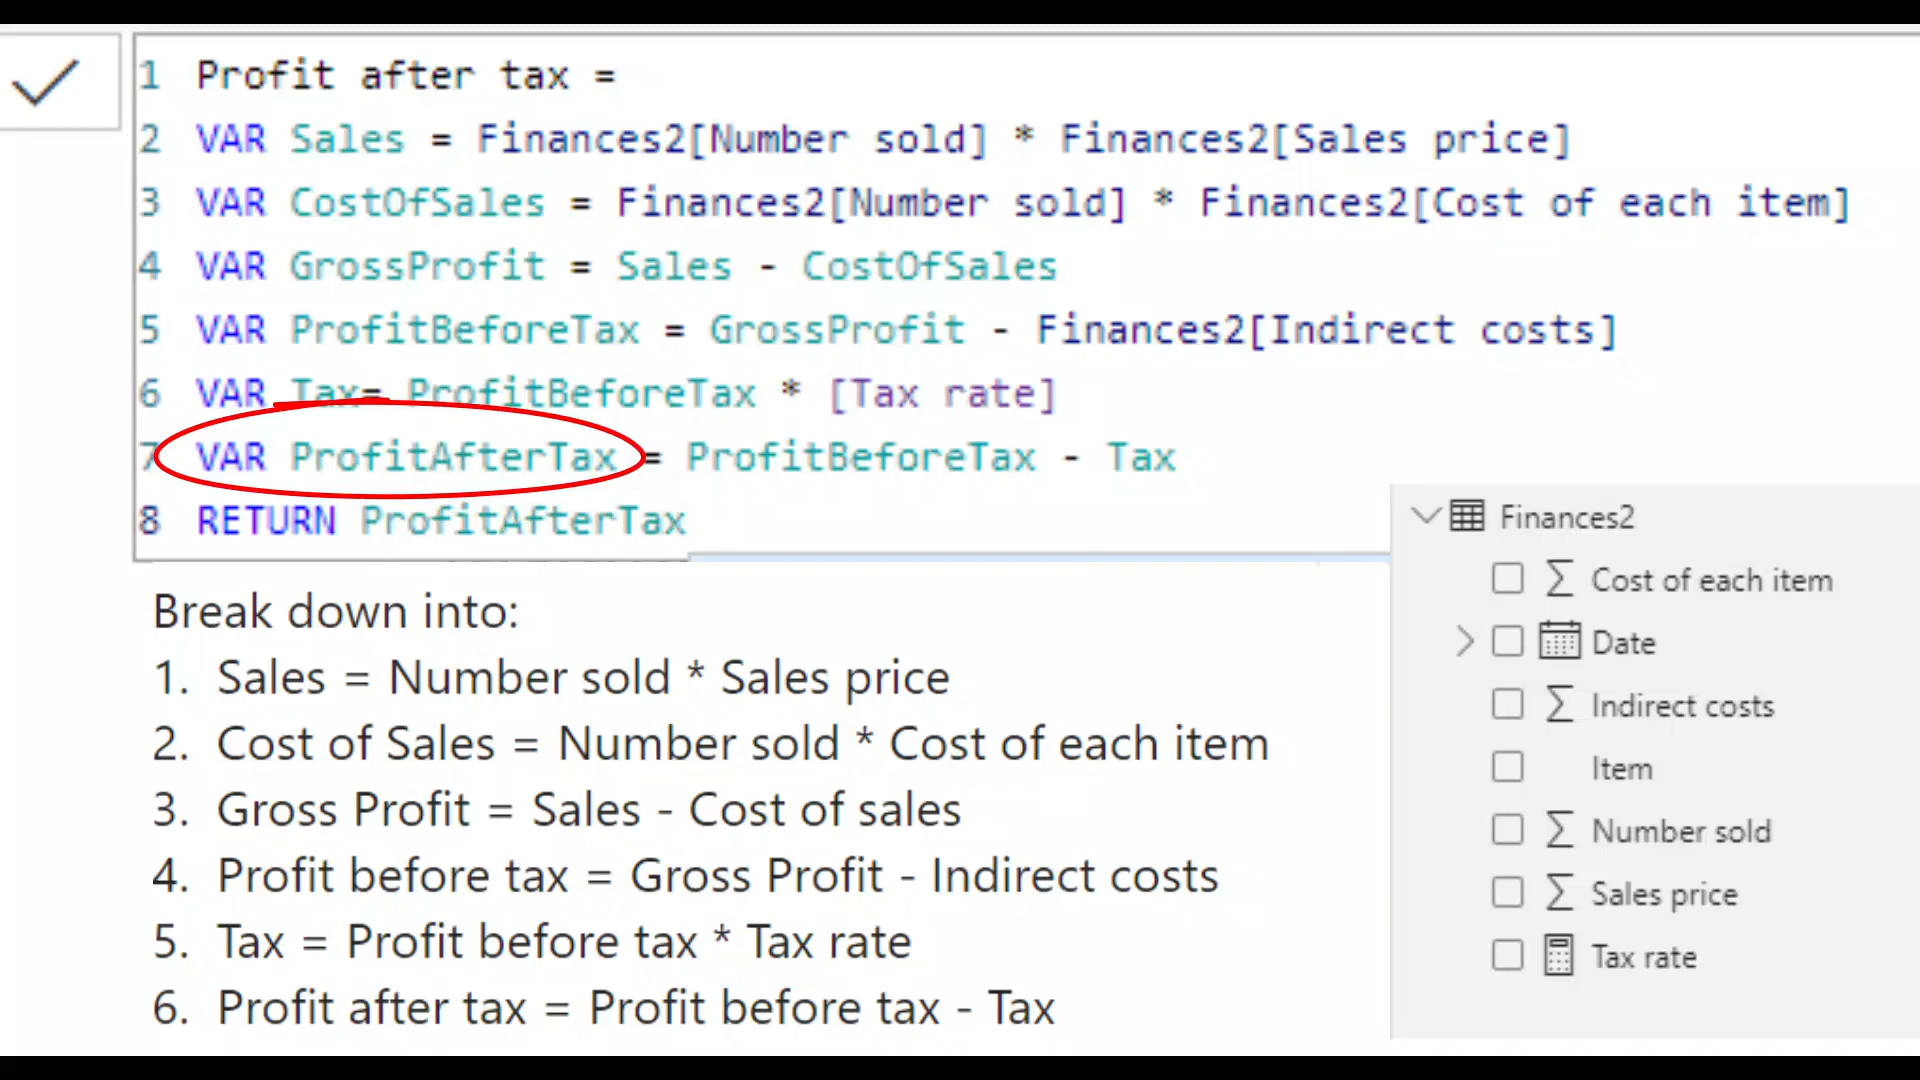 1 Profit after tax =
2 VAR Sales = Finances2[Number sold] * Finances2[Sales price]
3 VAR CostOfSales = Finances2[Number sold] * Finances2[Cost of each item]
4 VAR GrossProfit = Sales - CostOfSales
5 VAR ProfitBeforeTax = GrossProfit - Finances2[Indirect costs]
6 VAR Tax= ProfitBeforeTax * [Tax rate]
7 VAR ProfitAfterTax = ProfitBeforeTax - Tax
8 RETURN ProfitAfterTax
Break down into:
1. Sales = Number sold * Sales price
2. Cost of Sales = Number sold * Cost of each item
3. Gross Profit = Sales - Cost of sales
4. Profit before tax = Gross Profit - Indirect costs
5. Tax = Profit before tax * Tax rate
6. Profit after tax = Profit before tax - Tax
Finances2
Σ Cost of each item
Date
Σ Indirect costs
Item
Σ Number sold
Σ Sales price
Tax rate